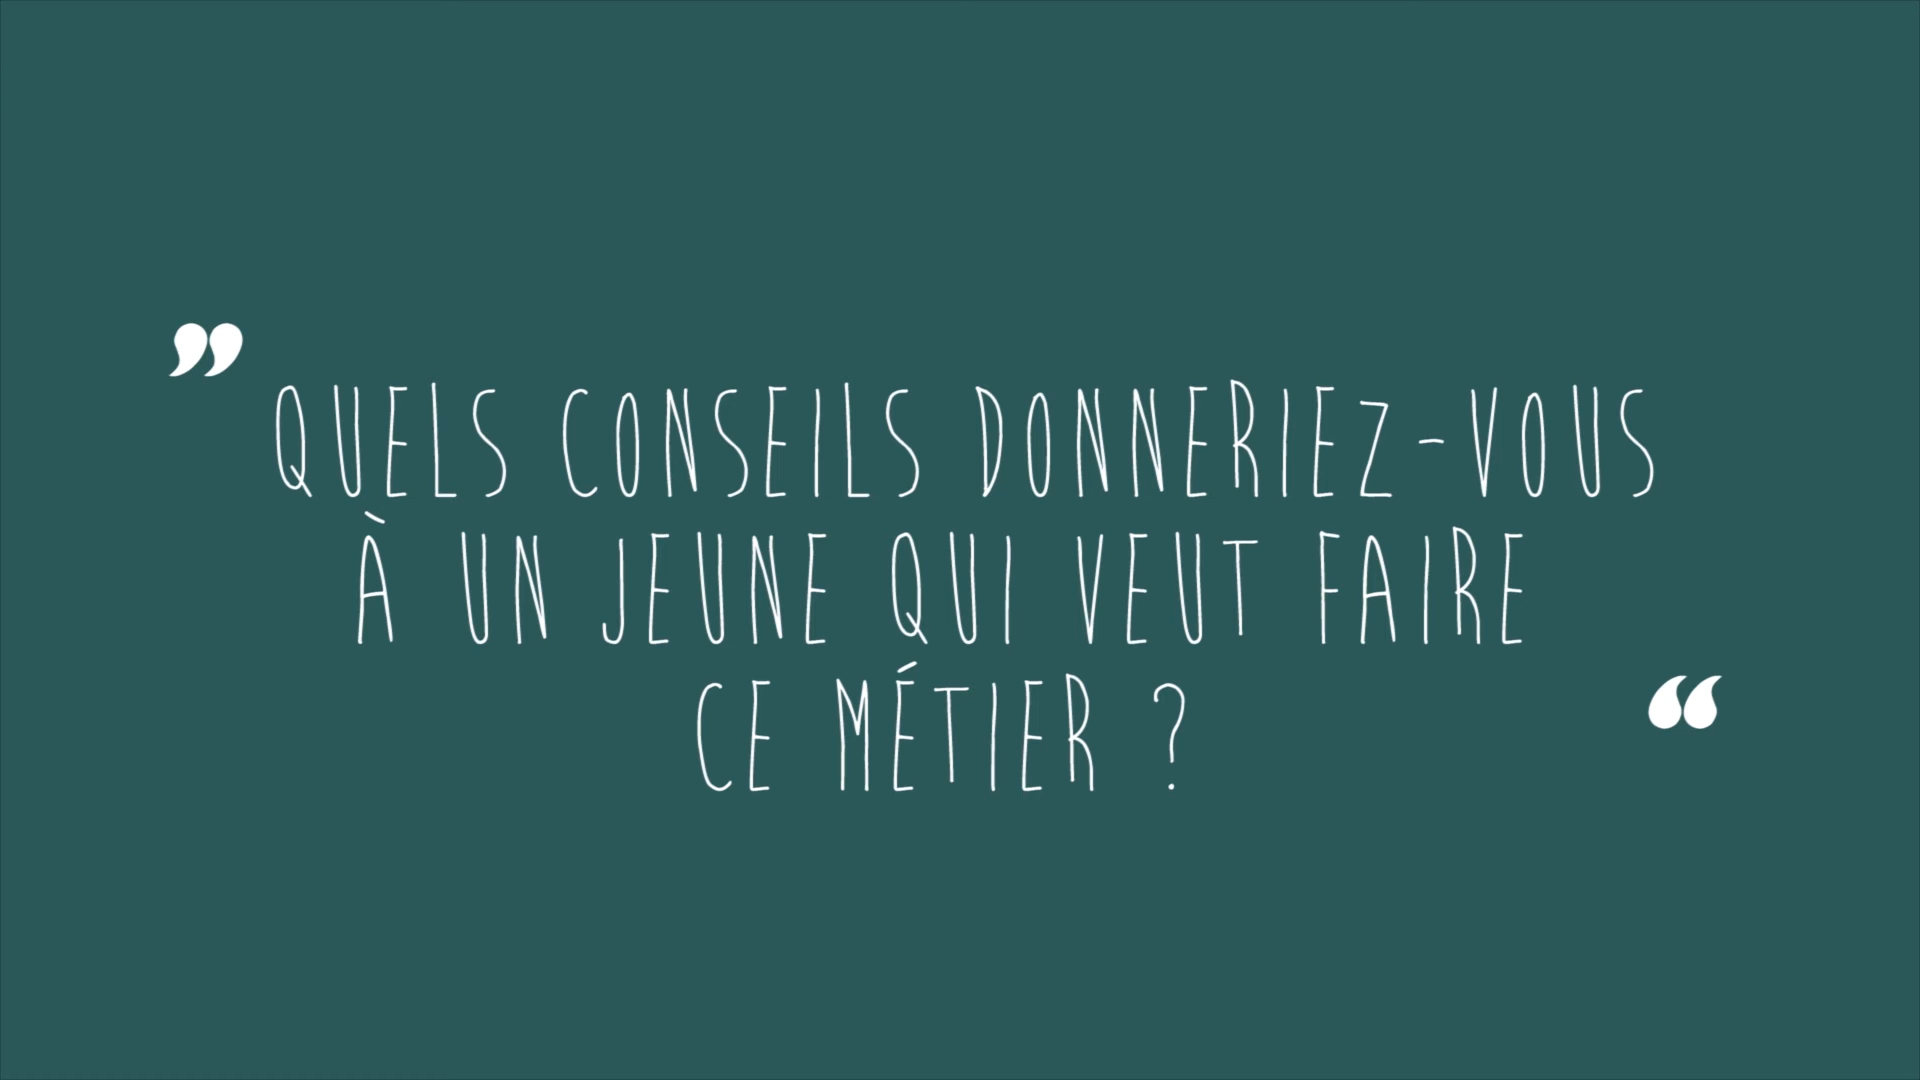 ” QUELS CONSEILS DONNERIEZ-VOUS
À UN JEUNE QUI VEUT FAIRE
CE MÉTIER ? “